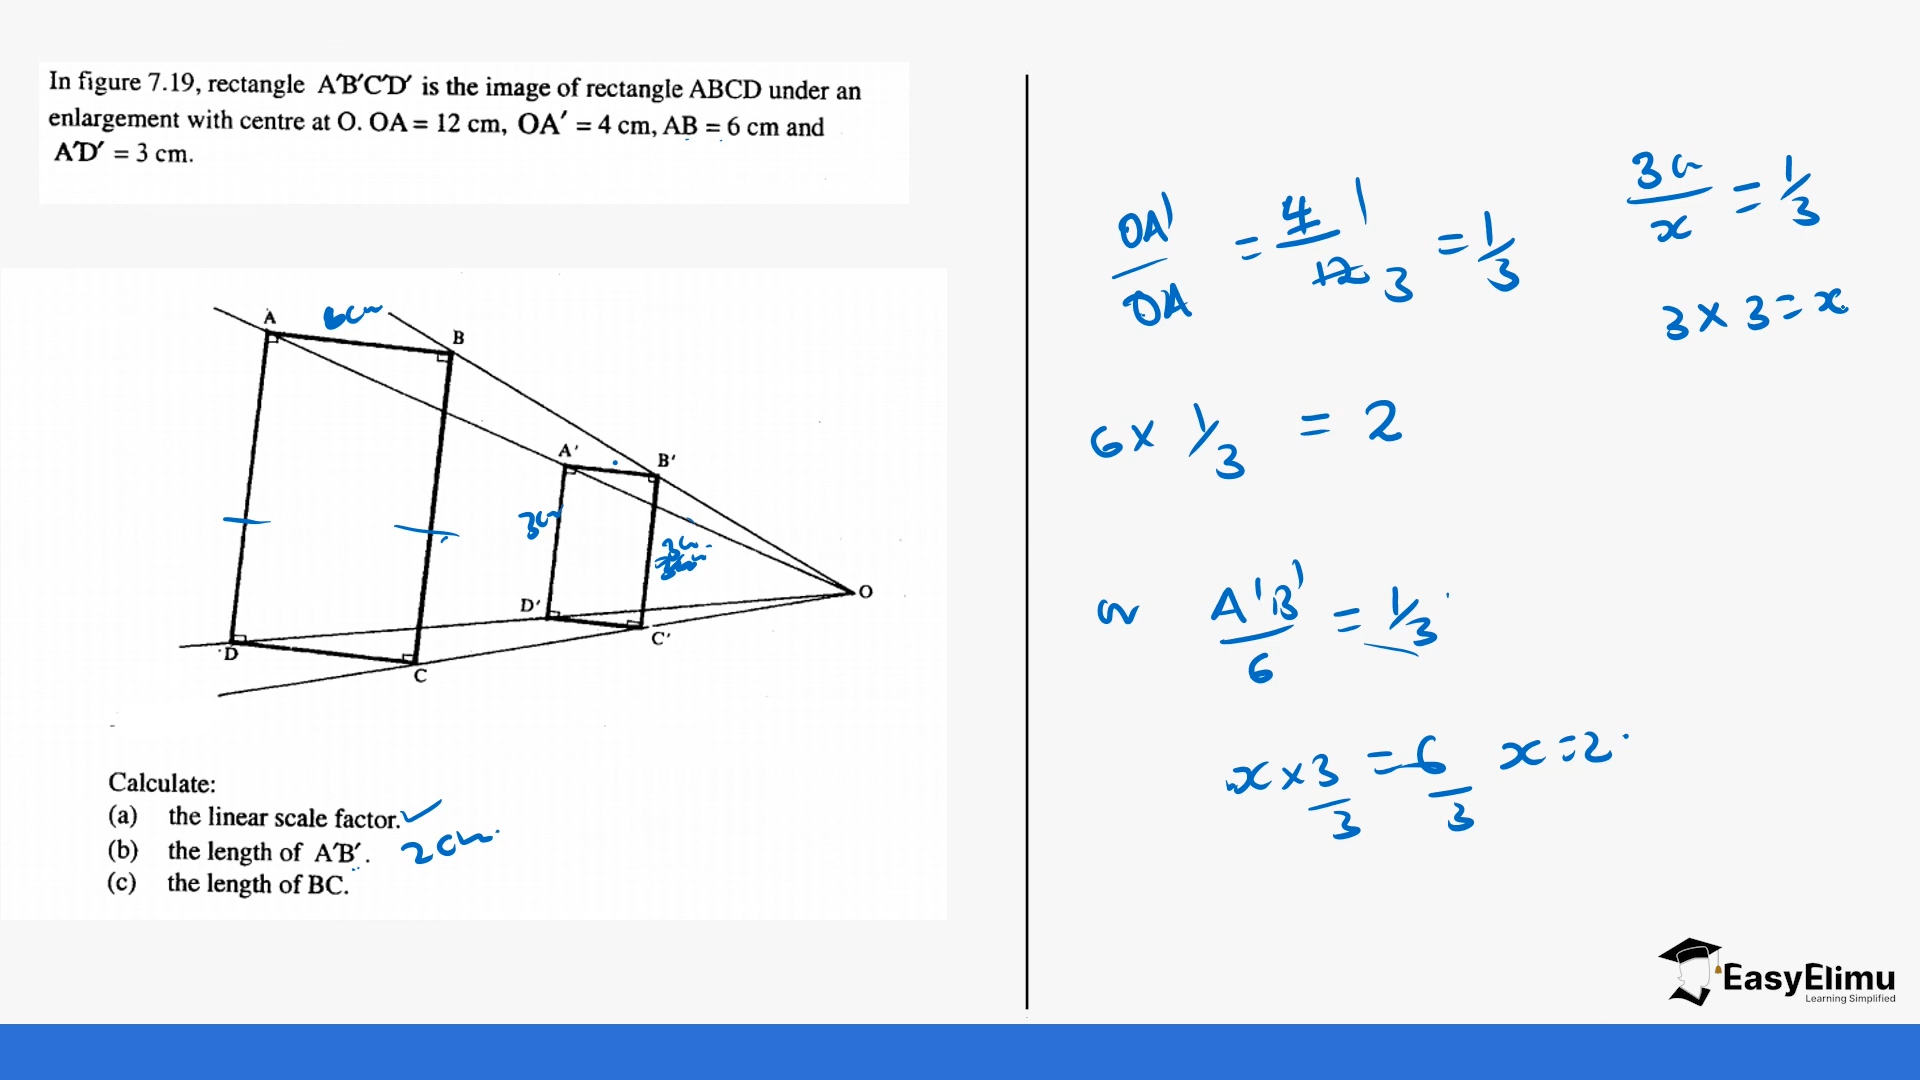 In figure 7.19, rectangle A′B′C′D′ is the image of rectangle ABCD under an
enlargement with centre at O. OA = 12 cm, OA′ = 4 cm, AB = 6 cm and
A′D′ = 3 cm.
A
6cm
B
A′
B′
3cm
O
D′
C′
D
C
Calculate:
(a) the linear scale factor. ✓
(b) the length of A′B′. 2cm.
(c) the length of BC.
OA'/OA = 4/12 1 3 = 1/3
6 × 1/3 = 2
or A'B'/6 = 1/3
x × 3/3 = 6/3 x = 2
/x = 1/3
3 × 3 = x
EasyElimu
Learning Simplified